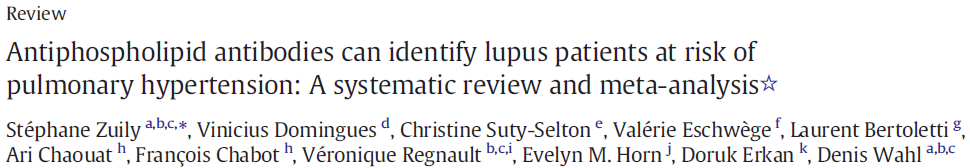 Review
Antiphospholipid antibodies can identify lupus patients at risk of
pulmonary hypertension: A systematic review and meta-analysis☆
Stéphane Zuily a,b,c,*, Vinicius Domingues d, Christine Suty-Selton e, Valérie Eschwège f, Laurent Bertoletti g,
Ari Chaouat h, François Chabot h, Véronique Regnault b,c,i, Evelyn M. Horn j, Doruk Erkan k, Denis Wahl a,b,c